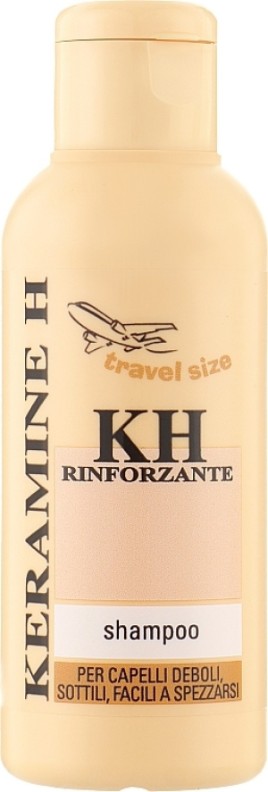 KERAMINE H
travel size
KH
RINFORZANTE
shampoo
PER CAPELLI DEBOLI,
SOTTILI, FACILI A SPEZZARSI